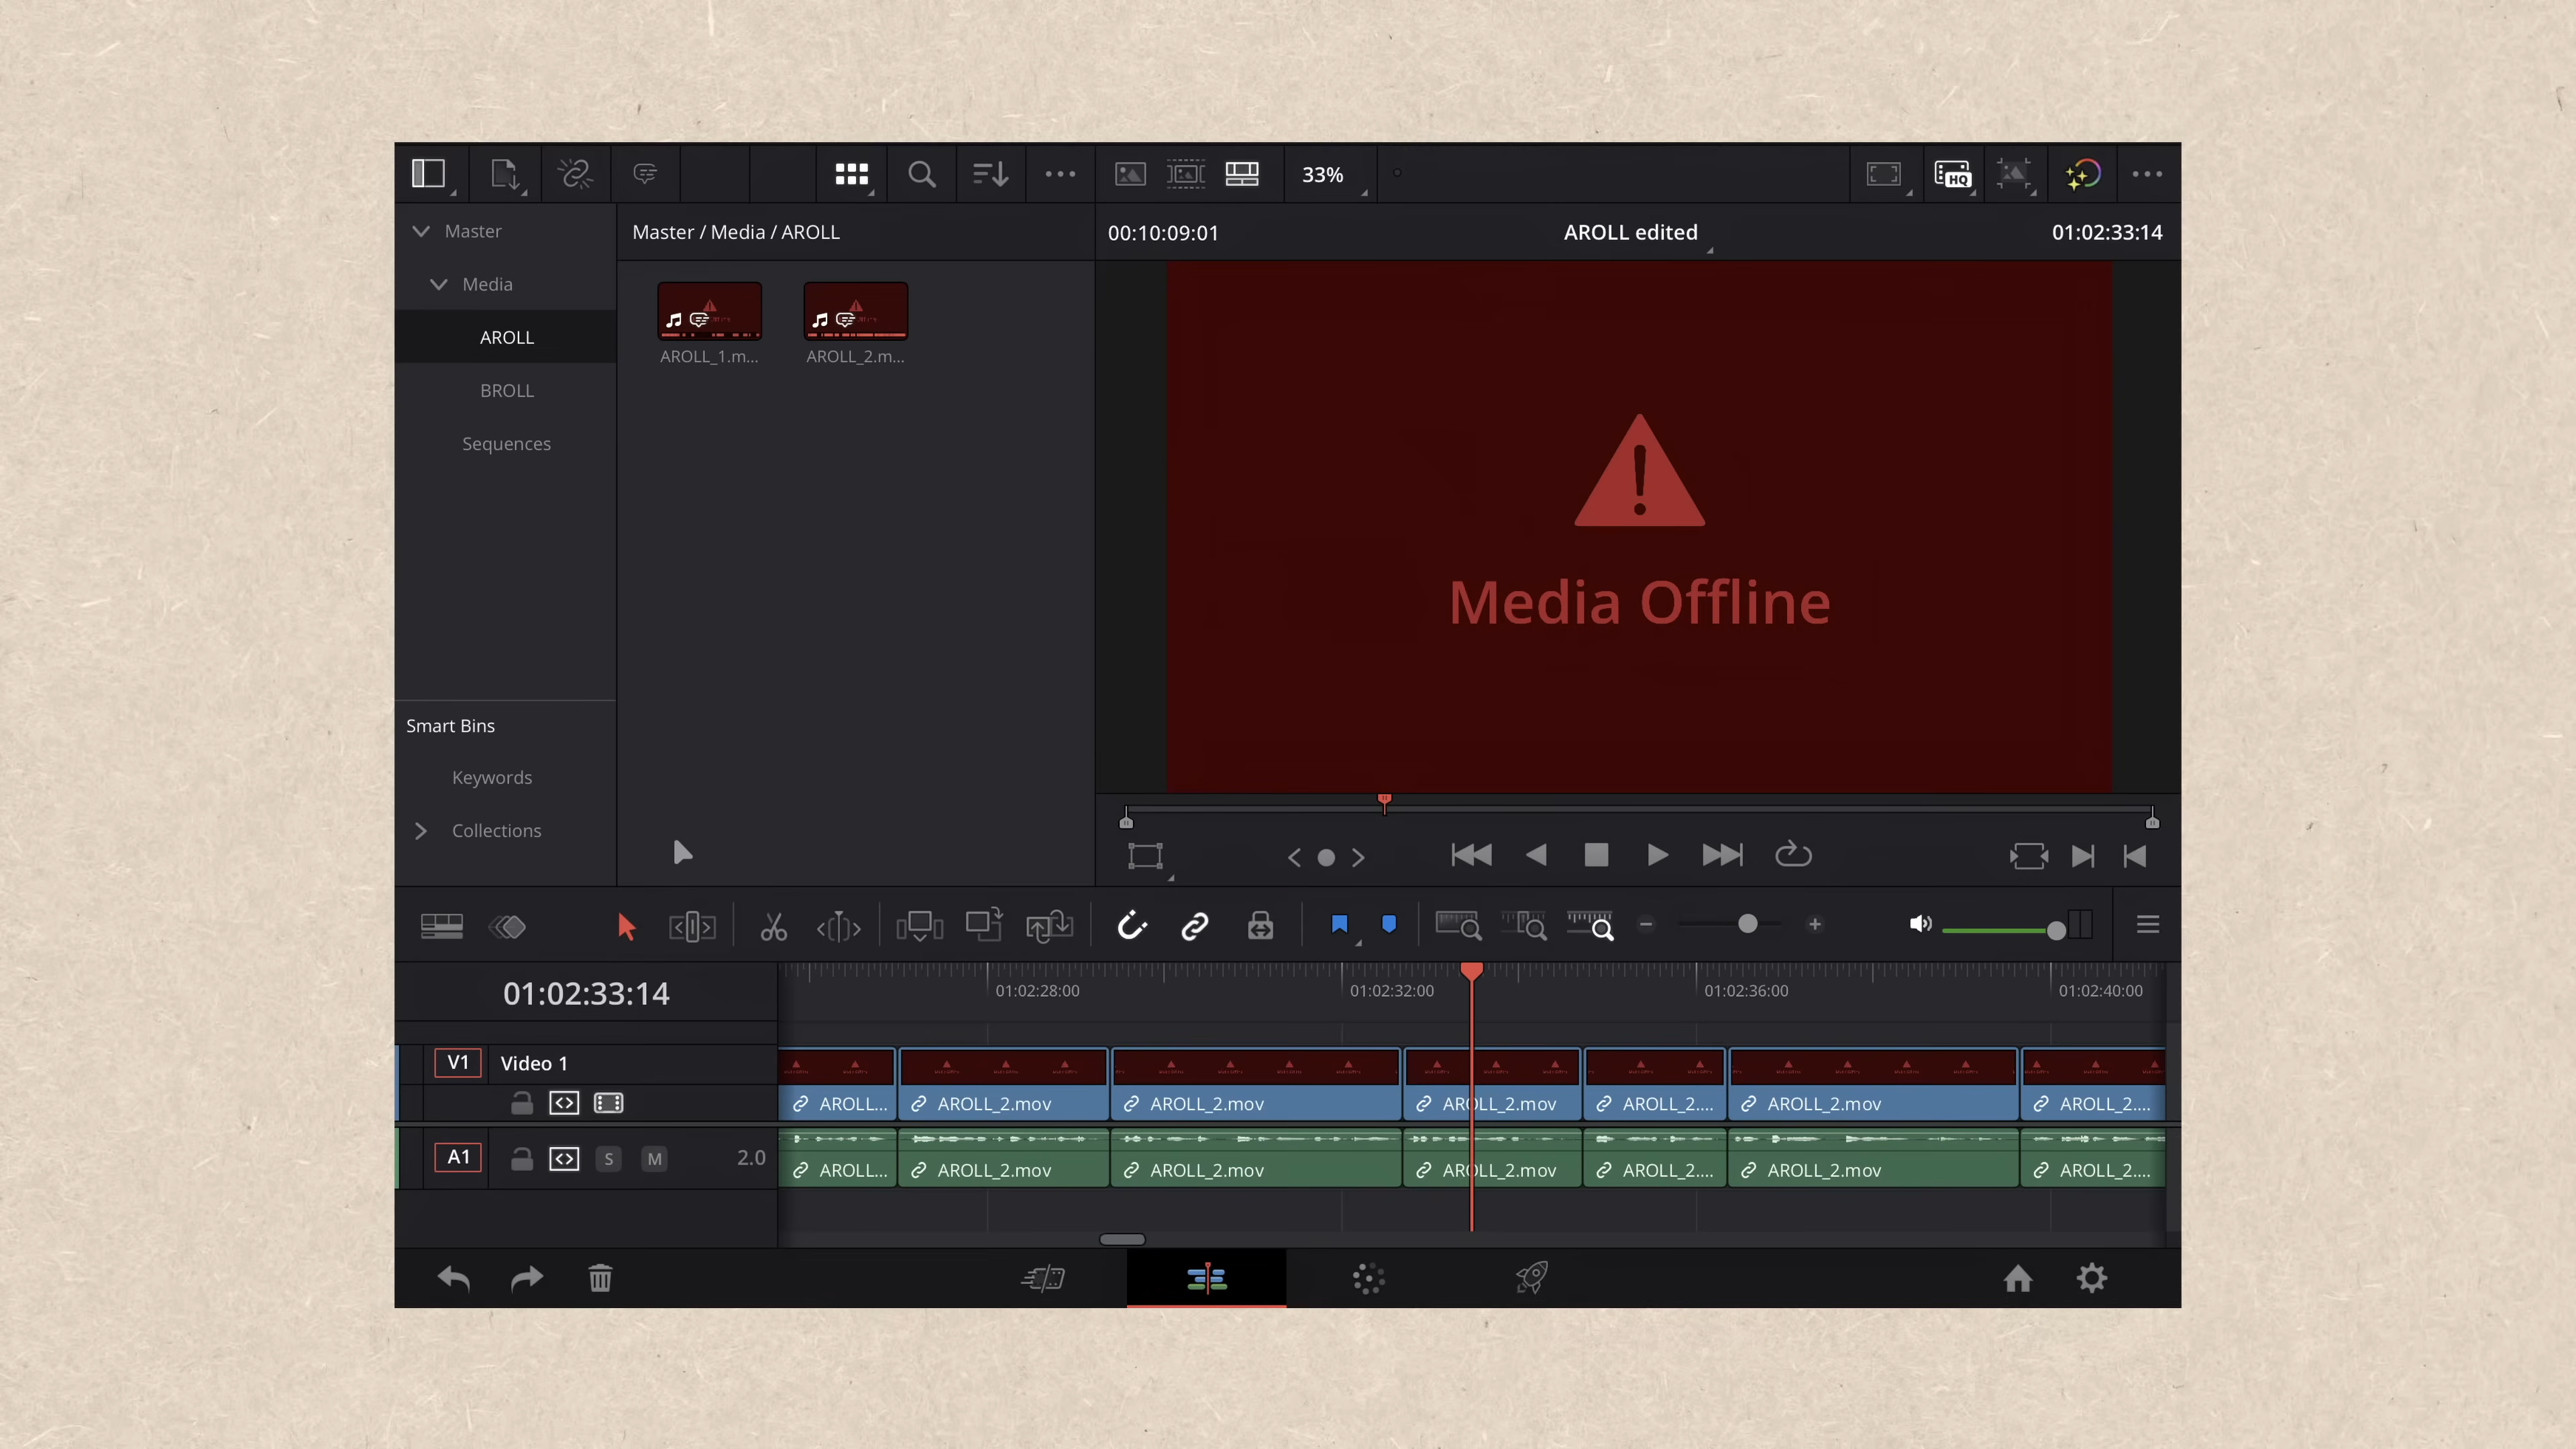 33%
HQ
Master
Media
AROLL
BROLL
Sequences
Smart Bins
Keywords
Collections
Master / Media / AROLL
AROLL_1.m...
AROLL_2.m...
00:10:09:01
AROLL edited
01:02:33:14
Media Offline
01:02:33:14
01:02:28:00
01:02:32:00
01:02:36:00
01:02:40:00
V1
Video 1
AROLL...
AROLL_2.mov
AROLL_2.mov
AROLL_2.mov
AROLL_2....
AROLL_2.mov
AROLL_2....
A1
S
M
2.0
AROLL...
AROLL_2.mov
AROLL_2.mov
AROLL_2.mov
AROLL_2....
AROLL_2.mov
AROLL_2....